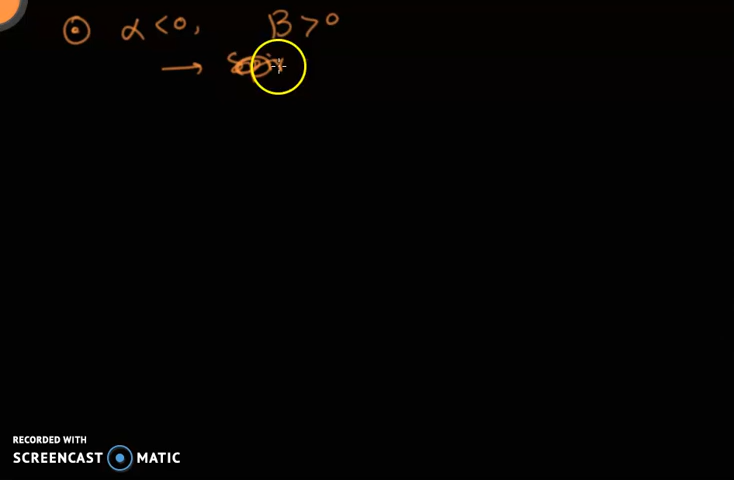 ⊙ α < 0, β > 0
→
RECORDED WITH
SCREENCAST MATIC